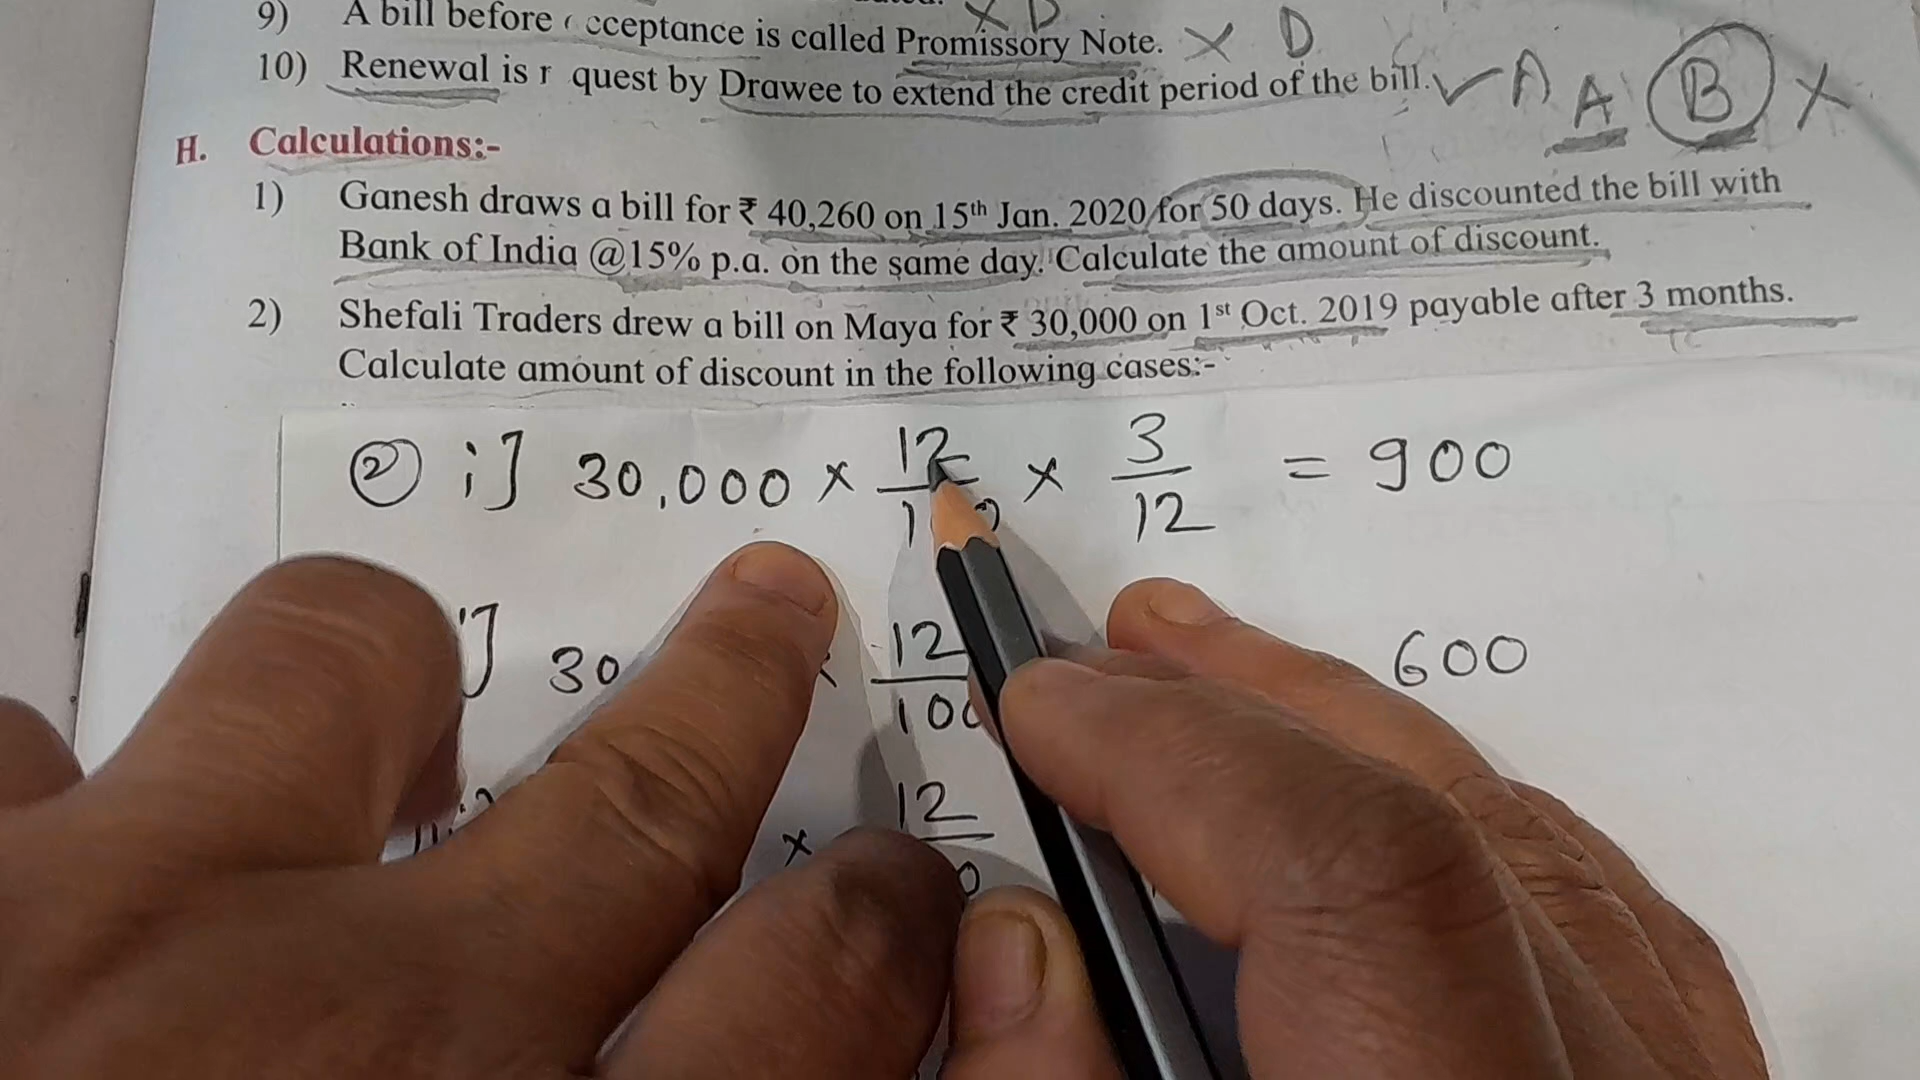 9) A bill before cceptance is called Promissory Note. X D
10) Renewal is r quest by Drawee to extend the credit period of the bill. ✓ A A B X
H. Calculations:-
1) Ganesh draws a bill for ₹ 40,260 on 15th Jan. 2020 for 50 days. He discounted the bill with
Bank of India @15% p.a. on the same day. Calculate the amount of discount.
2) Shefali Traders drew a bill on Maya for ₹ 30,000 on 1st Oct. 2019 payable after 3 months.
Calculate amount of discount in the following cases:-
② i] 30,000 × 12/100 × 3/12 = 900
] 30 12/100 600
× 12